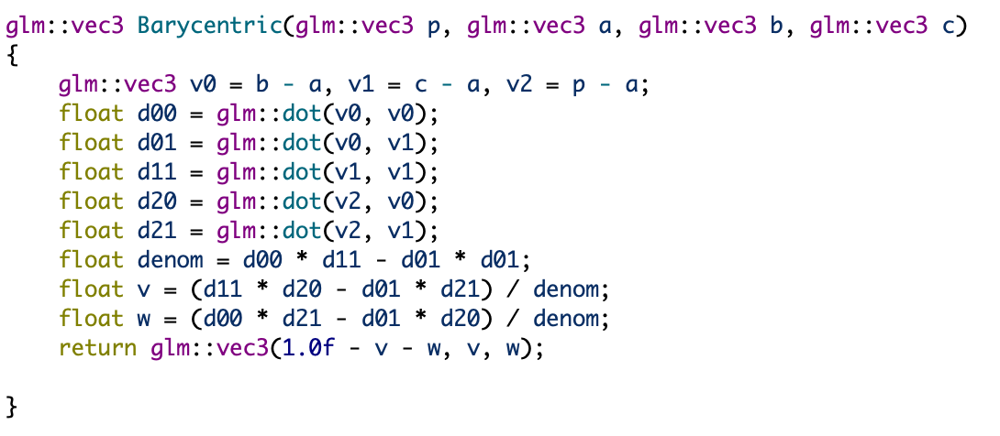 glm::vec3 Barycentric(glm::vec3 p, glm::vec3 a, glm::vec3 b, glm::vec3 c)
{
    glm::vec3 v0 = b - a, v1 = c - a, v2 = p - a;
    float d00 = glm::dot(v0, v0);
    float d01 = glm::dot(v0, v1);
    float d11 = glm::dot(v1, v1);
    float d20 = glm::dot(v2, v0);
    float d21 = glm::dot(v2, v1);
    float denom = d00 * d11 - d01 * d01;
    float v = (d11 * d20 - d01 * d21) / denom;
    float w = (d00 * d21 - d01 * d20) / denom;
    return glm::vec3(1.0f - v - w, v, w);
}